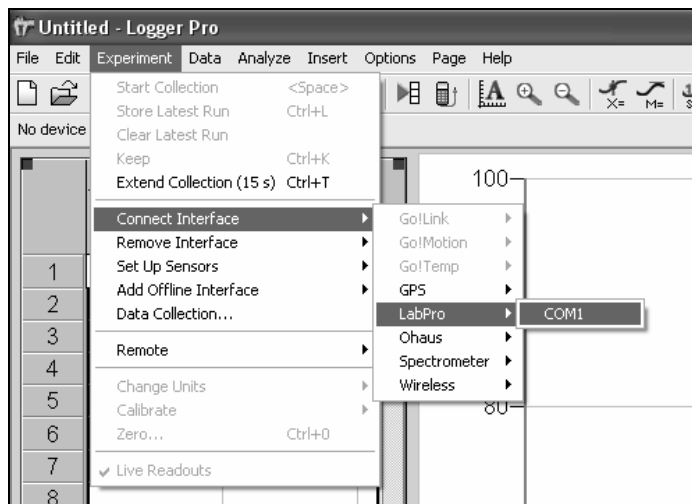 Untitled - Logger Pro
File Edit Experiment Data Analyze Insert Options Page Help
X= M=
No device
Start Collection <Space>
Store Latest Run Ctrl+L
Clear Latest Run
Keep Ctrl+K
Extend Collection (15 s) Ctrl+T
Connect Interface
Remove Interface
Set Up Sensors
Add Offline Interface
Data Collection...
Remote
Change Units
Calibrate
Zero... Ctrl+0
Live Readouts
Go!Link
Go!Motion
Go!Temp
GPS
LabPro
Ohaus
Spectrometer
Wireless
COM1
1
2
3
4
5
6
7
8
100
80